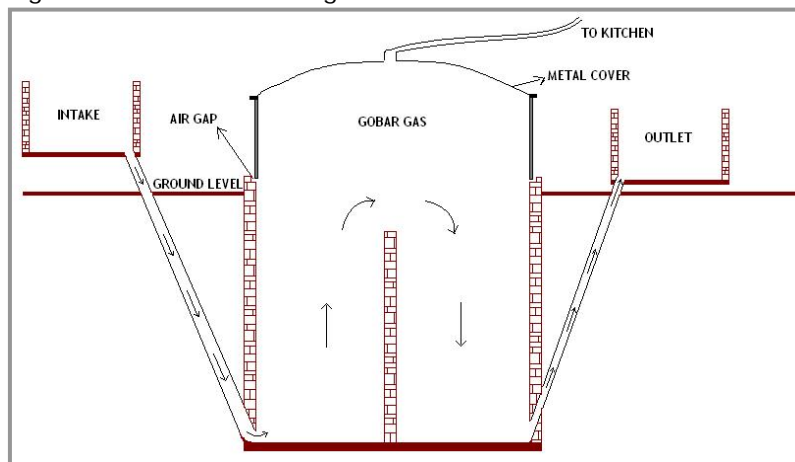 TO KITCHEN
METAL COVER
INTAKE
AIR GAP
GOBAR GAS
OUTLET
GROUND LEVEL